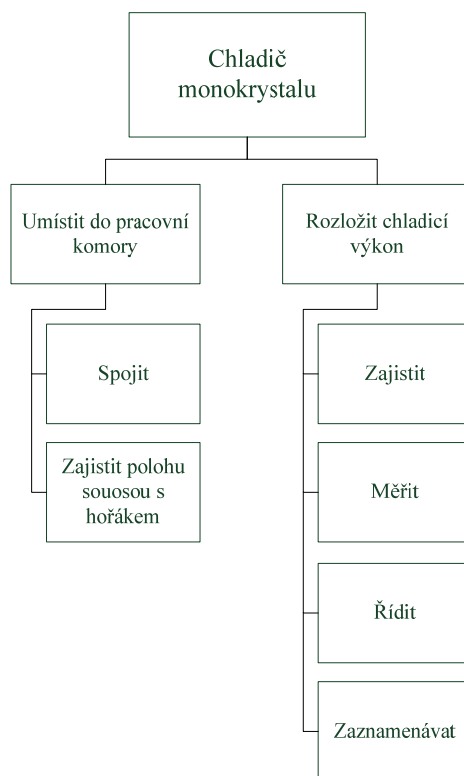 Chladič
monokrystalu
Umístit do pracovní
komory
Rozložit chladicí
výkon
Spojit
Zajistit polohu
souosou s
hořákem
Zajistit
Měřit
Řídit
Zaznamenávat